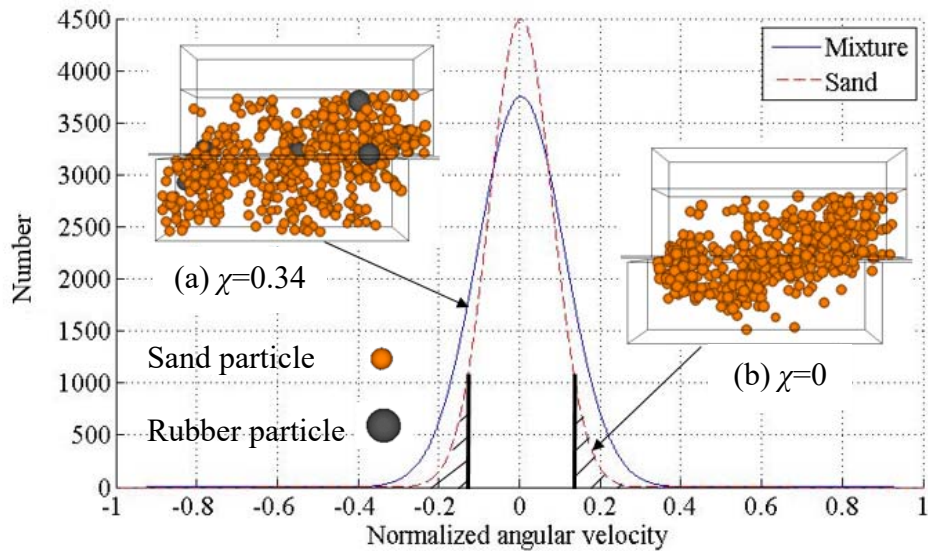 4500
4000
3500
3000
2500
2000
1500
1000
500
0
Number
Mixture
Sand
(a) χ=0.34
(b) χ=0
Sand particle
Rubber particle
-1 -0.8 -0.6 -0.4 -0.2 0 0.2 0.4 0.6 0.8 1
Normalized angular velocity